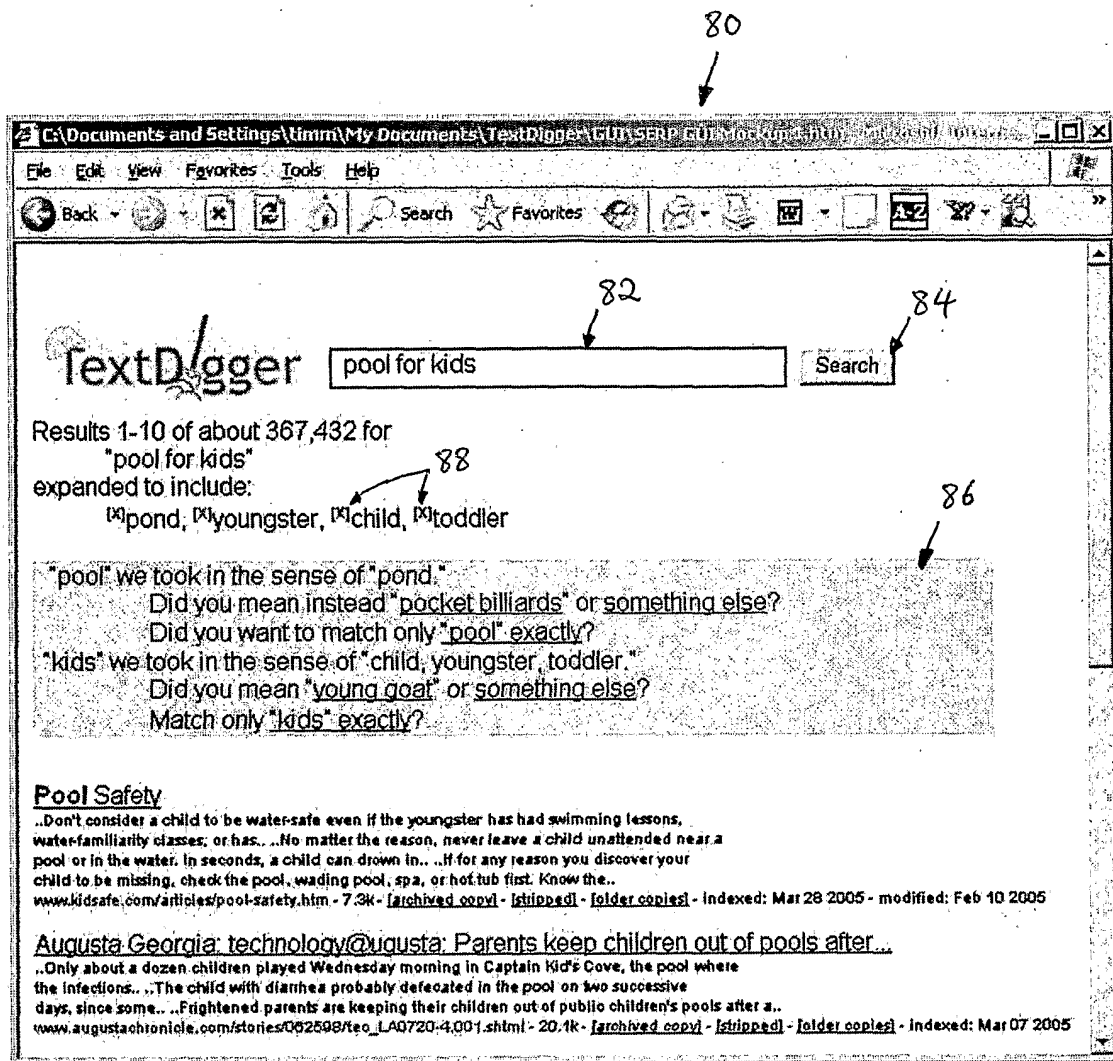 80
C:\Documents and Settings\timm\My Documents\TextDigger\GUI\SERP GUI Mockup3.htm
File Edit View Favorites Tools Help
Back Search Favorites A-Z »
82
84
TextDigger pool for kids Search
Results 1-10 of about 367,432 for
"pool for kids"
88
expanded to include:
[X]pond, [X]youngster, [X]child, [X]toddler
86
"pool" we took in the sense of "pond."
Did you mean instead "pocket billiards" or something else?
Did you want to match only "pool" exactly?
"kids" we took in the sense of "child, youngster, toddler."
Did you mean "young goat" or something else?
Match only "kids" exactly?
Pool Safety
..Don't consider a child to be water-safe even if the youngster has had swimming lessons,
water-familiarity classes; or has.. ..No matter the reason, never leave a child unattended near a
pool or in the water. In seconds, a child can drown in.. ..If for any reason you discover your
child to be missing, check the pool, wading pool, spa, or hot tub first. Know the..
www.kidsafe.com/articles/pool-safety.htm - 7.3k - [archived copy] - [stripped] - [older copies] - indexed: Mar 28 2005 - modified: Feb 10 2005
Augusta Georgia: technology@ugusta: Parents keep children out of pools after...
..Only about a dozen children played Wednesday morning in Captain Kid's Cove, the pool where
the infections.. ..The child with diarrhea probably defecated in the pool on two successive
days, since some.. ..Frightened parents are keeping their children out of public children's pools after a..
www.augustachronicle.com/stories/062598/tec_LA0720-4.001.shtml - 20.1k - [archived copy] - [stripped] - [older copies] - indexed: Mar 07 2005